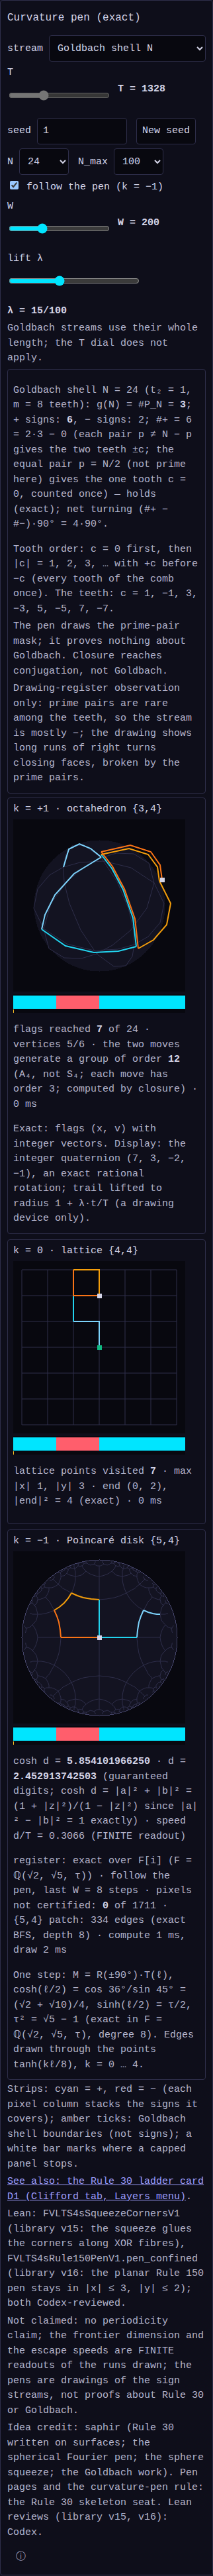 Curvature pen (exact)
stream Goldbach shell N
T
T = 1328
seed 1 New seed
N 24 N_max 100
follow the pen (k = −1)
W
W = 200
lift λ
λ = 15/100
Goldbach streams use their whole
length; the T dial does not
apply.
Goldbach shell N = 24 (t₂ = 1,
m = 8 teeth): g(N) = #P_N = 3;
+ signs: 6, − signs: 2; #+ =
2·3 − 0 (each pair p ≠ N − p
gives the two teeth ±c; the
equal pair p = N/2 (not prime
here) gives the one tooth c =
0, counted once) — holds
(exact); net turning (#+ −
#−)·90° = 4·90°.
Tooth order: c = 0 first, then
|c| = 1, 2, 3, … with +c before
−c (every tooth of the comb
once). The teeth: c = 1, −1, 3,
−3, 5, −5, 7, −7.
The pen draws the prime-pair
mask; it proves nothing about
Goldbach. Closure reaches
conjugation, not Goldbach.
Drawing-register observation
only: prime pairs are rare
among the teeth, so the stream
is mostly −; the drawing shows
long runs of right turns
closing faces, broken by the
prime pairs.
k = +1 · octahedron {3,4}
flags reached 7 of 24 ·
vertices 5/6 · the two moves
generate a group of order 12
(A₄, not S₄; each move has
order 3; computed by closure) ·
0 ms
Exact: flags (x, v) with
integer vectors. Display: the
integer quaternion (7, 3, −2,
−1), an exact rational
rotation; trail lifted to
radius 1 + λ·t/T (a drawing
device only).
k = 0 · lattice {4,4}
lattice points visited 7 · max
|x| 1, |y| 3 · end (0, 2),
|end|² = 4 (exact) · 0 ms
k = −1 · Poincaré disk {5,4}
cosh d = 5.854101966250 · d =
2.452913742503 (guaranteed
digits; cosh d = |a|² + |b|² =
(1 + |z|²)/(1 − |z|²) since |a|
² − |b|² = 1 exactly) · speed
d/T = 0.3066 (FINITE readout)
register: exact over F[i] (F =
ℚ(√2, √5, τ)) · follow the
pen, last W = 8 steps · pixels
not certified: 0 of 1711 ·
{5,4} patch: 334 edges (exact
BFS, depth 8) · compute 1 ms,
draw 2 ms
One step: M = R(±90°)·T(ℓ),
cosh(ℓ/2) = cos 36°/sin 45° =
(√2 + √10)/4, sinh(ℓ/2) = τ/2,
τ² = √5 − 1 (exact in F =
ℚ(√2, √5, τ), degree 8). Edges
drawn through the points
tanh(kℓ/8), k = 0 … 4.
Strips: cyan = +, red = − (each
pixel column stacks the signs it
covers); amber ticks: Goldbach
shell boundaries (not signs); a
white bar marks where a capped
panel stops.
See also: the Rule 30 ladder card
D1 (Clifford tab, Layers menu).
Lean: FVLTS4sSqueezeCornersV1
(library v15: the squeeze glues
the corners along XOR fibres),
FVLTS4sRule150PenV1.pen_confined
(library v16: the planar Rule 150
pen stays in |x| ≤ 3, |y| ≤ 2);
both Codex-reviewed.
Not claimed: no periodicity
claim; the frontier dimension and
the escape speeds are FINITE
readouts of the runs drawn; the
pens are drawings of the sign
streams, not proofs about Rule 30
or Goldbach.
Idea credit: saphir (Rule 30
written on surfaces; the
spherical Fourier pen; the sphere
squeeze; the Goldbach work). Pen
pages and the curvature-pen rule:
the Rule 30 skeleton seat. Lean
reviews (library v15, v16):
Codex.